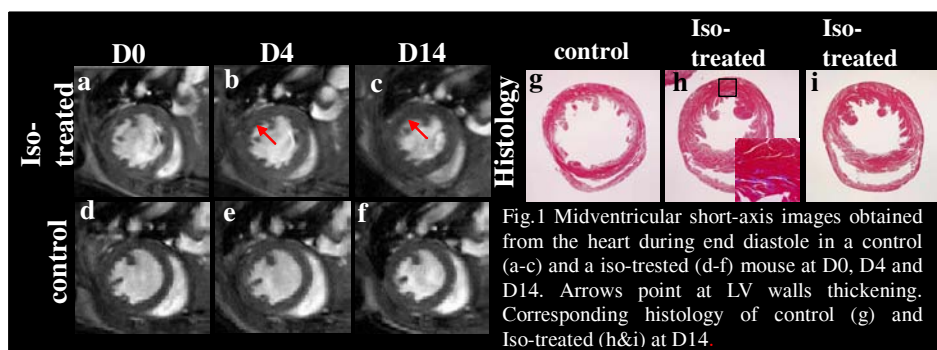 D0 D4 D14
control
Iso-
treated
Iso-
treated
a b c
Iso-
treated
g h i
Histology
d e f
control
Fig.1 Midventricular short-axis images obtained
from the heart during end diastole in a control
(a-c) and a iso-trested (d-f) mouse at D0, D4 and
D14. Arrows point at LV walls thickening.
Corresponding histology of control (g) and
Iso-treated (h&i) at D14.